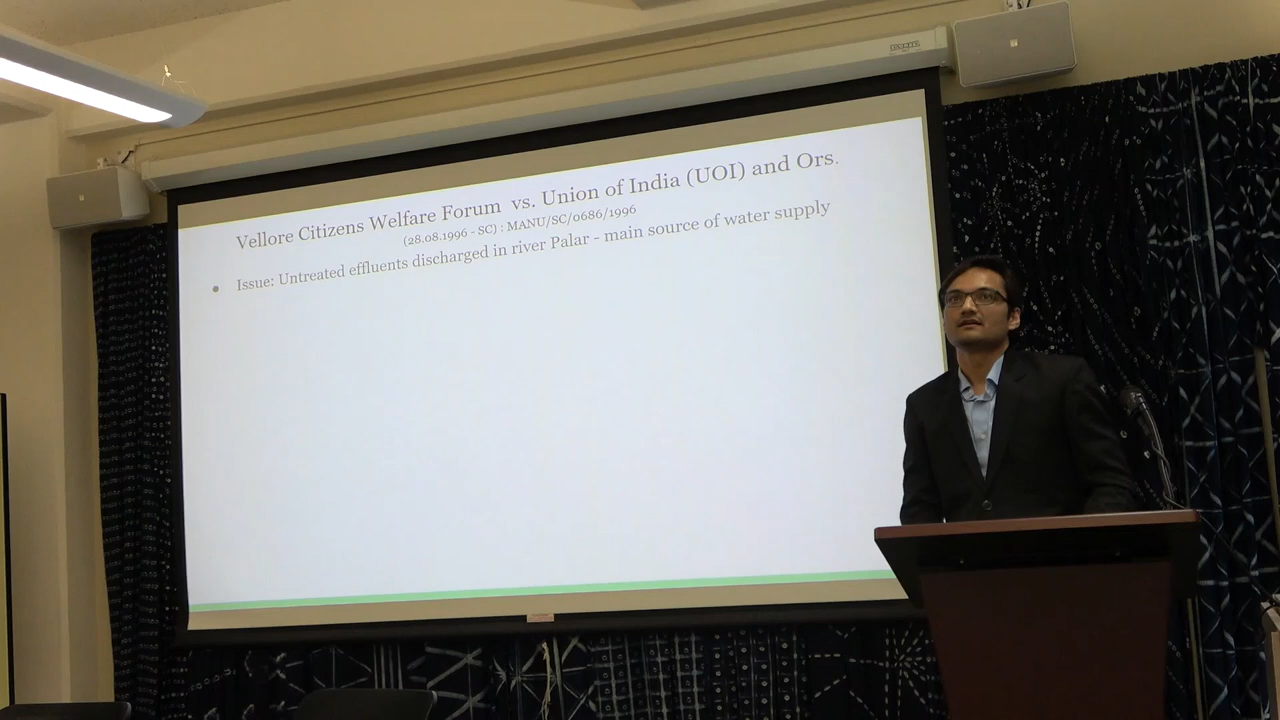 Vellore Citizens Welfare Forum vs. Union of India (UOI) and Ors.
(28.08.1996 - SC) : MANU/SC/0686/1996
• Issue: Untreated effluents discharged in river Palar - main source of water supply